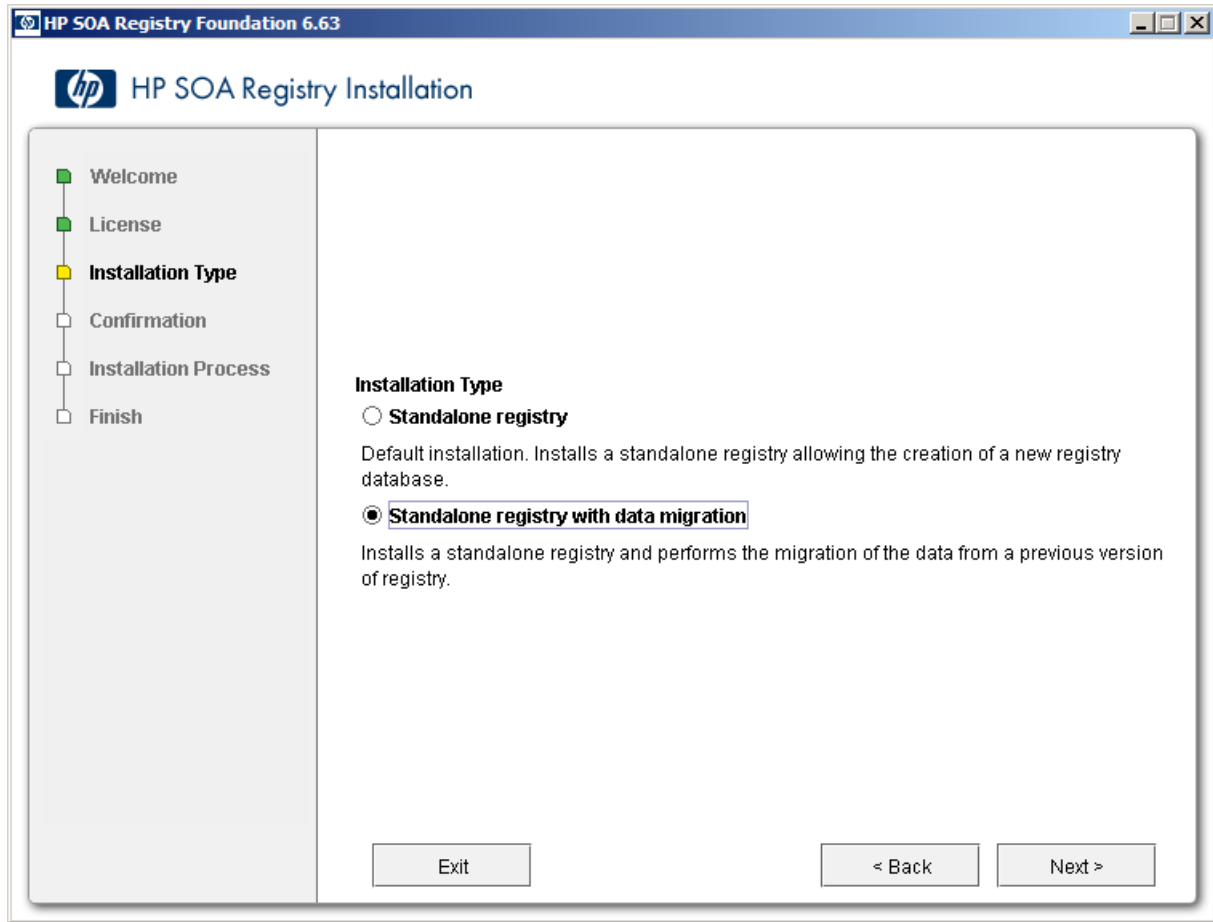 HP SOA Registry Foundation 6.63
hp HP SOA Registry Installation
Welcome
License
Installation Type
Confirmation
Installation Process
Finish
Installation Type
Standalone registry
Default installation. Installs a standalone registry allowing the creation of a new registry
database.
Standalone registry with data migration
Installs a standalone registry and performs the migration of the data from a previous version
of registry.
Exit
< Back
Next >